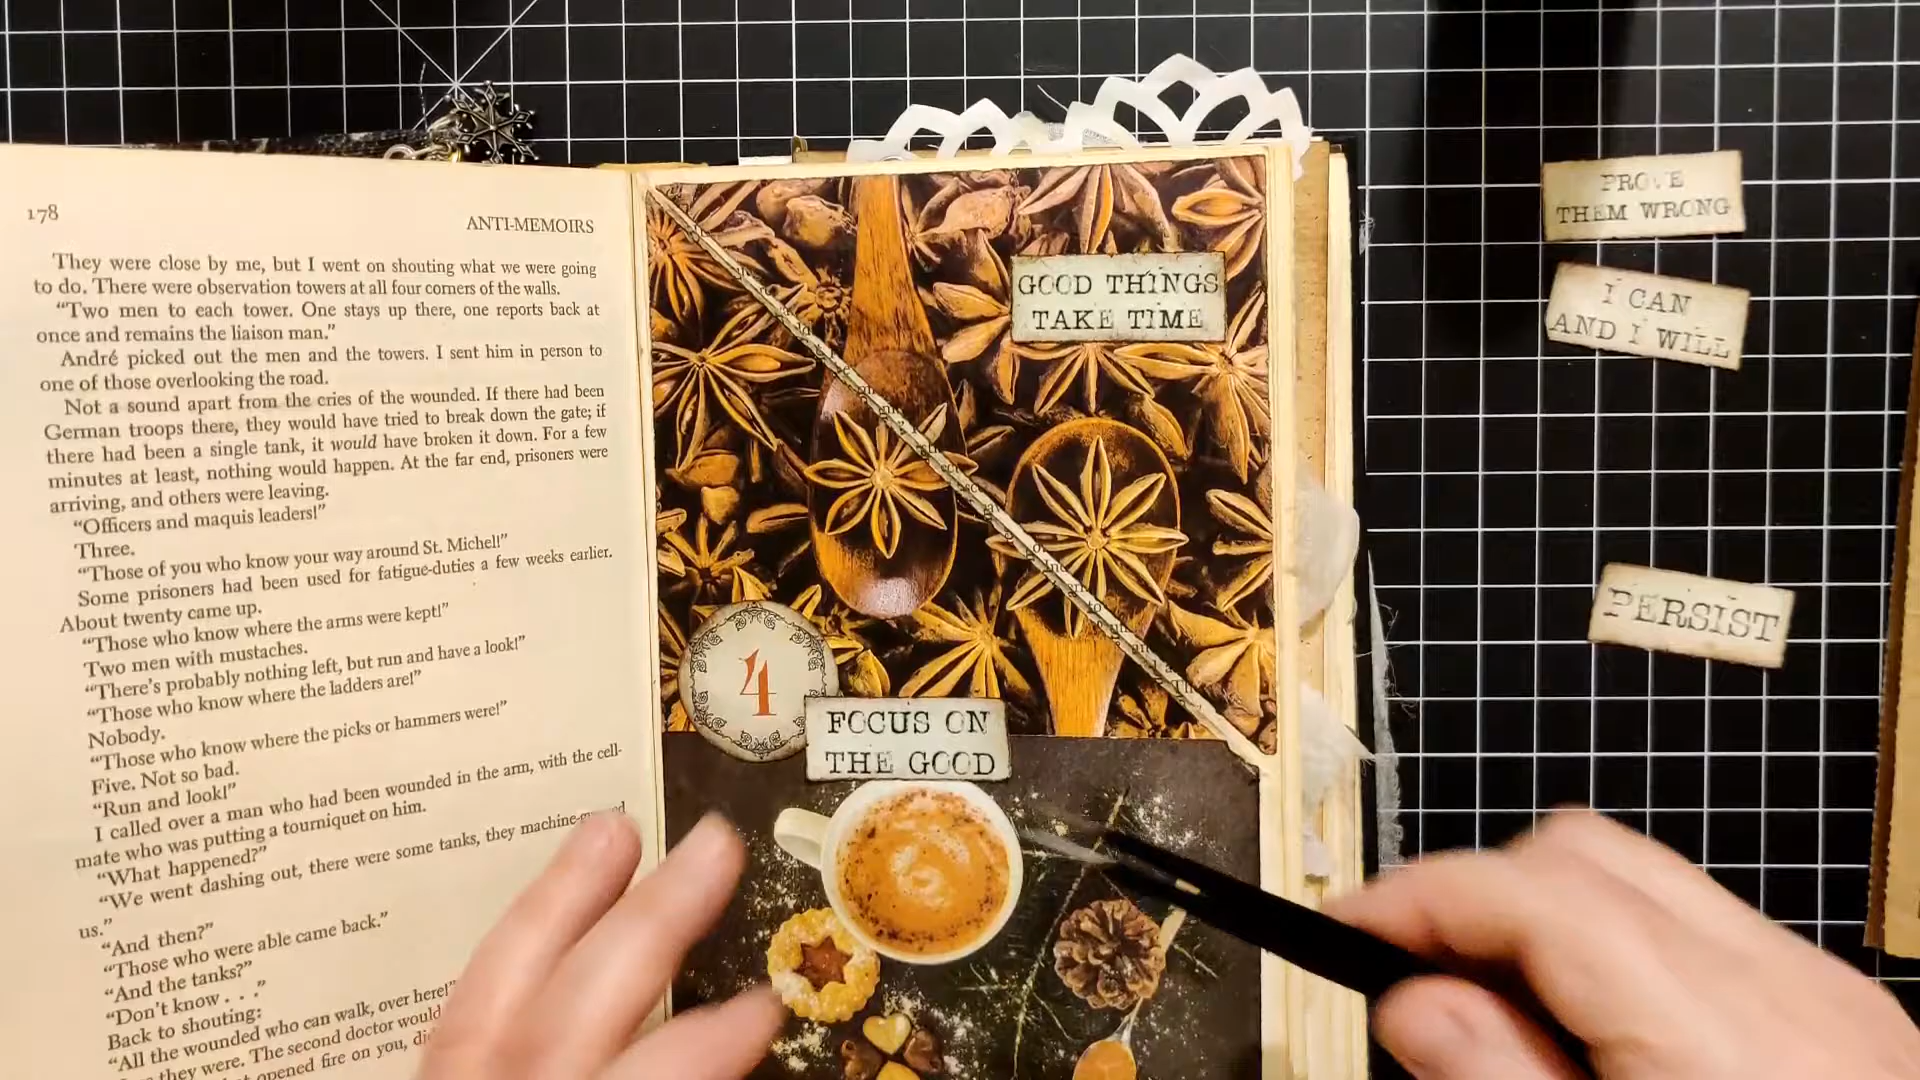 178
ANTI-MEMOIRS
They were close by me, but I went on shouting what we were going
to do. There were observation towers at all four corners of the walls.
“Two men to each tower. One stays up there, one reports back at
once and remains the liaison man.”
André picked out the men and the towers. I sent him in person to
one of those overlooking the road.
Not a sound apart from the cries of the wounded. If there had been
German troops there, they would have tried to break down the gate; if
there had been a single tank, it would have broken it down. For a few
minutes at least, nothing would happen. At the far end, prisoners were
arriving, and others were leaving.
“Officers and maquis leaders!”
Three.
“Those of you who know your way around St. Michel!”
Some prisoners had been used for fatigue-duties a few weeks earlier.
About twenty came up.
“Those who know where the arms were kept!”
Two men with mustaches.
“There’s probably nothing left, but run and have a look!”
“Those who know where the ladders are!”
Nobody.
“Those who know where the picks or hammers were!”
Five. Not so bad.
“Run and look!”
I called over a man who had been wounded in the arm, with the cell-
mate who was putting a tourniquet on him.
“What happened?”
“We went dashing out, there were some tanks, they
us.”
“And then?”
“Those who were able came back.”
“And the tanks?”
“Don’t know . . .”
Back to shouting:
“All the wounded who can walk, over here!”
they were. The second doctor would
opened fire on you,
GOOD THINGS
TAKE TIME
4
FOCUS ON
THE GOOD
PROVE
THEM WRONG
I CAN
AND I WILL
PERSIST